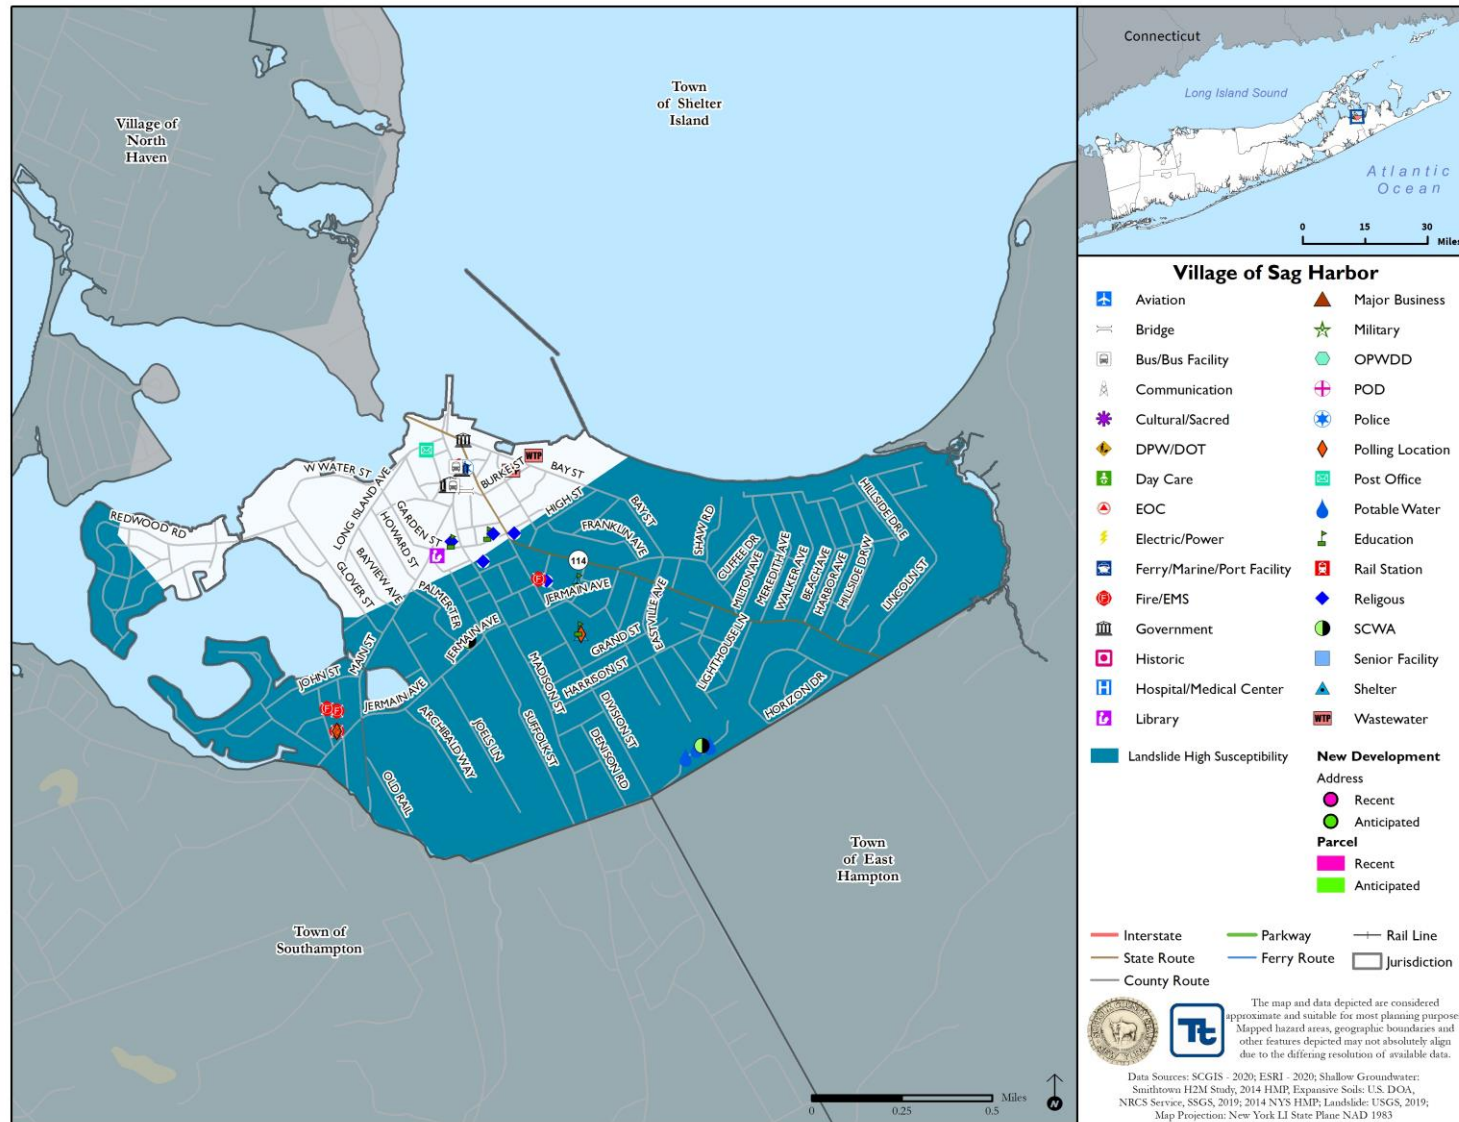 Village of
North
Haven
Town
of Shelter
Island
W WATER ST
LONG ISLAND AVE
BURKE ST
WTP
BAY ST
HIGH ST
REDWOOD RD
GARDEN ST
HOWARD ST
BAYVIEW AVE
GLOVER ST
BAY ST
FRANKLIN AVE
SHAW RD
HILLSIDE DR E
CUFFEE DR
MILTON AVE
MEREDITH AVE
WALKER AVE
BEACH AVE
HARBOR AVE
HILLSIDE DR W
LINCOLN ST
114
PALMER TER
JERMAIN AVE
JERMAIN AVE
EASTVILLE AVE
GRAND ST
HARRISON ST
LIGHTHOUSE LN
HORIZON DR
MAIN ST
JOHN ST
JERMAIN AVE
MADISON ST
DIVISION ST
ARCHBALD WAY
JOELS LN
SUFFOLK ST
DENISON RD
OLD RAIL
Town
of East
Hampton
Town of
Southampton
Miles
0 0.25 0.5
N
Connecticut
Long Island Sound
Atlantic
Ocean
0 15 30
Miles
Village of Sag Harbor
Aviation
Bridge
Bus/Bus Facility
Communication
Cultural/Sacred
DPW/DOT
Day Care
EOC
Electric/Power
Ferry/Marine/Port Facility
Fire/EMS
Government
Historic
Hospital/Medical Center
Library
Major Business
Military
OPWDD
POD
Police
Polling Location
Post Office
Potable Water
Education
Rail Station
Religous
SCWA
Senior Facility
Shelter
WTP Wastewater
Landslide High Susceptibility
New Development
Address
Recent
Anticipated
Parcel
Recent
Anticipated
Interstate
State Route
County Route
Parkway
Ferry Route
Rail Line
Jurisdiction
Tt
The map and data depicted are considered
approximate and suitable for most planning purpose
Mapped hazard areas, geographic boundaries and
other features depicted may not absolutely align
due to the differing resolution of available data.
Data Sources: SCGIS - 2020; ESRI - 2020; Shallow Groundwater:
Smithtown H2M Study, 2014 HMP, Expansive Soils: U.S. DOA,
NRCS Service, SSGS, 2019; 2014 NYS HMP; Landslide: USGS, 2019;
Map Projection: New York LI State Plane NAD 1983